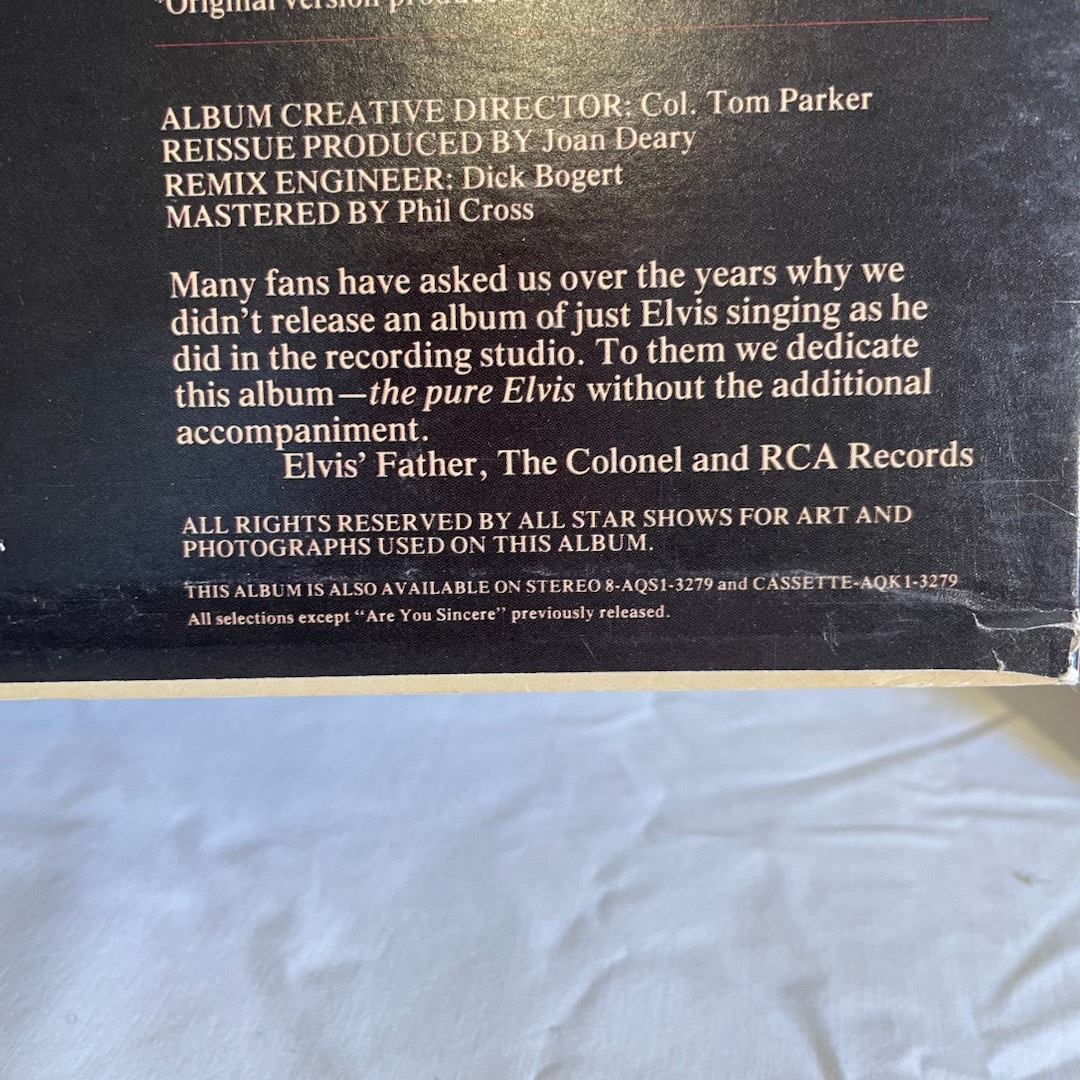 "Original version
ALBUM CREATIVE DIRECTOR: Col. Tom Parker
REISSUE PRODUCED BY Joan Deary
REMIX ENGINEER: Dick Bogert
MASTERED BY Phil Cross
Many fans have asked us over the years why we
didn't release an album of just Elvis singing as he
did in the recording studio. To them we dedicate
this album—the pure Elvis without the additional
accompaniment.
Elvis' Father, The Colonel and RCA Records
ALL RIGHTS RESERVED BY ALL STAR SHOWS FOR ART AND
PHOTOGRAPHS USED ON THIS ALBUM.
THIS ALBUM IS ALSO AVAILABLE ON STEREO 8-AQS1-3279 and CASSETTE-AQK1-3279
All selections except "Are You Sincere" previously released.